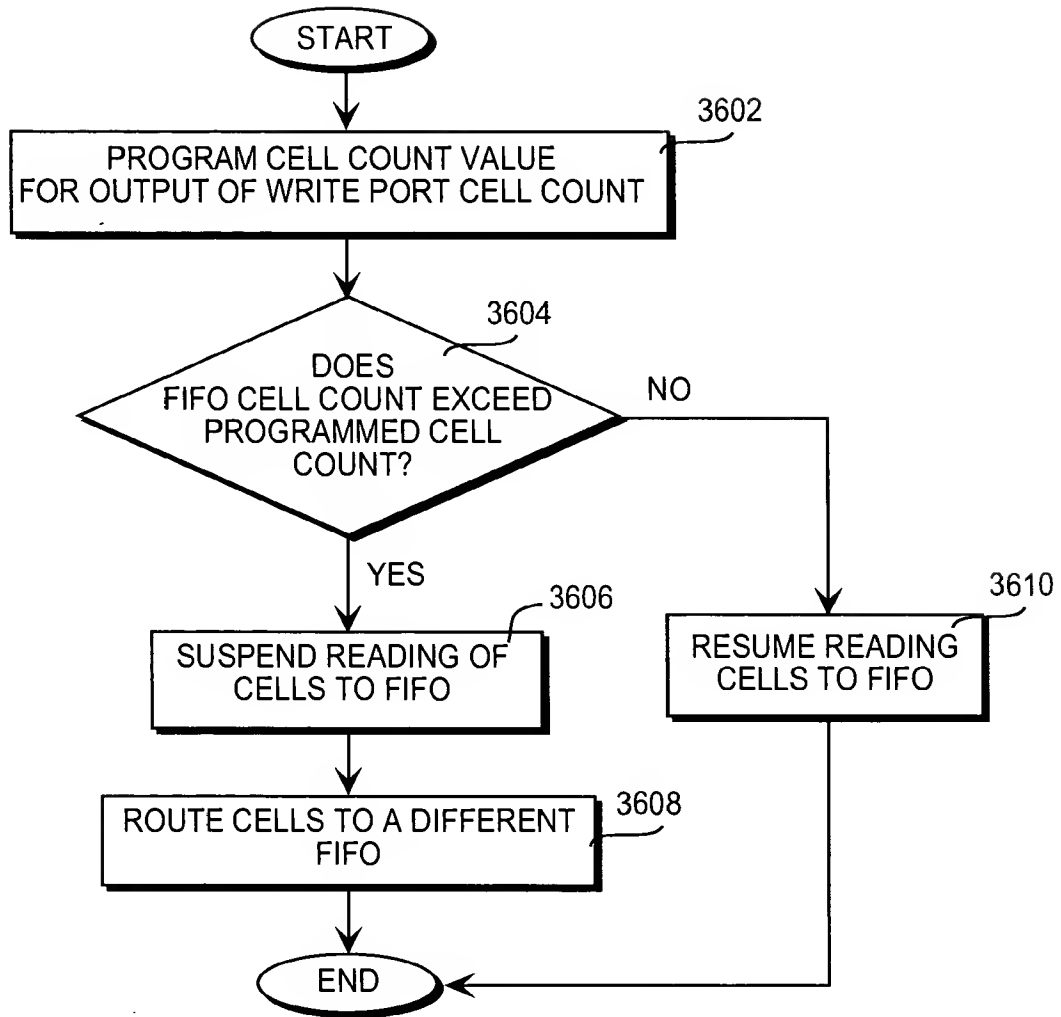 START
3602
PROGRAM CELL COUNT VALUE
FOR OUTPUT OF WRITE PORT CELL COUNT
3604
DOES
FIFO CELL COUNT EXCEED
PROGRAMMED CELL
COUNT?
NO
YES
3606
SUSPEND READING OF
CELLS TO FIFO
3610
RESUME READING
CELLS TO FIFO
3608
ROUTE CELLS TO A DIFFERENT
FIFO
END